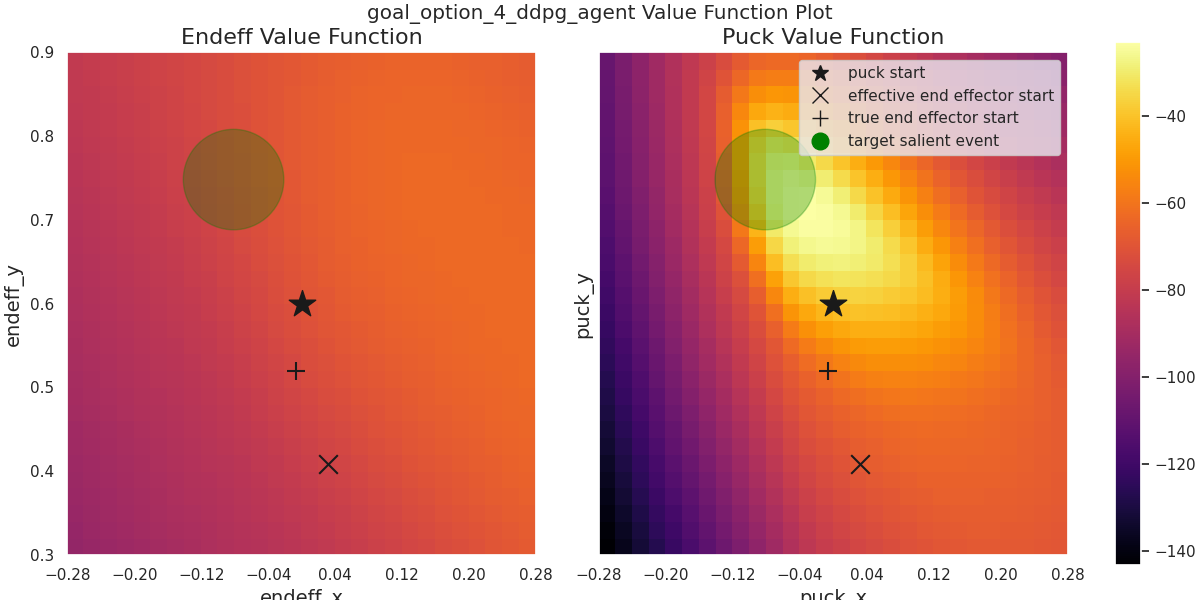 goal_option_4_ddpg_agent Value Function Plot
Endeff Value Function
Puck Value Function
puck start
effective end effector start
true end effector start
target salient event
endeff_y
0.9
0.8
0.7
0.6
0.5
0.4
0.3
−0.28 −0.20 −0.12 −0.04 0.04 0.12 0.20 0.28
endeff_x
puck_y
−0.28 −0.20 −0.12 −0.04 0.04 0.12 0.20 0.28
puck_x
−40
−60
−80
−100
−120
−140